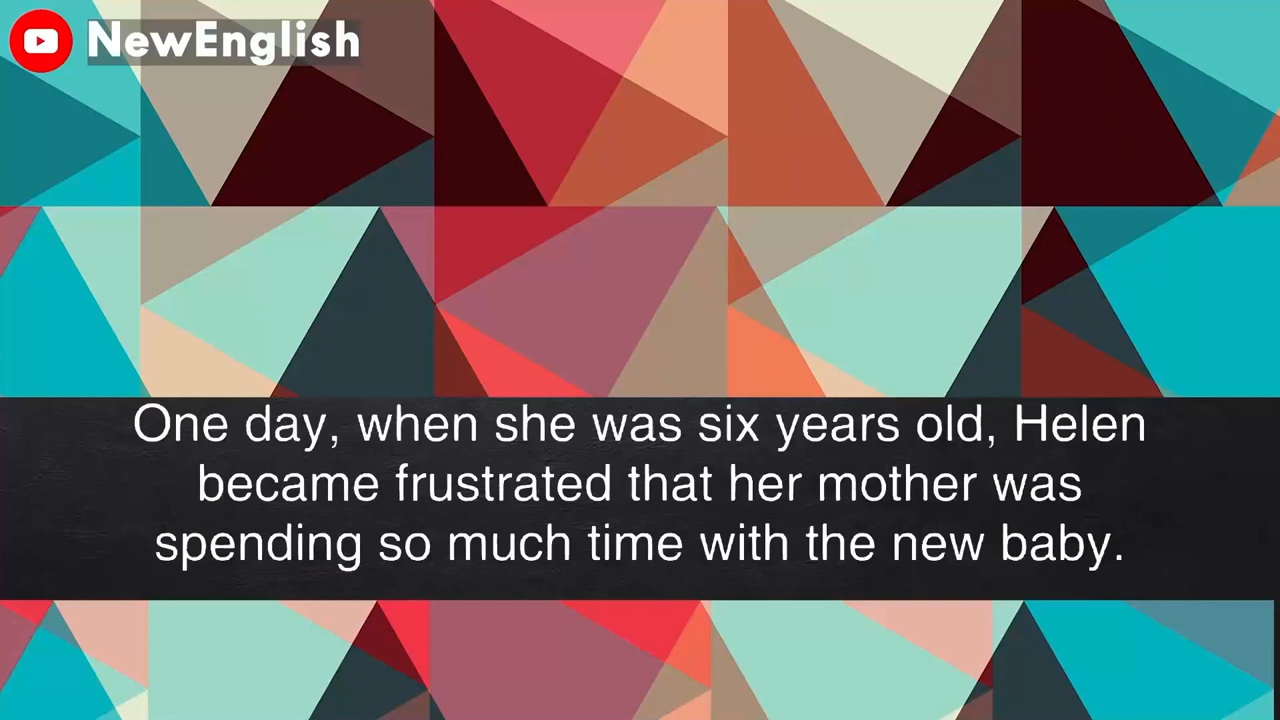 NewEnglish
One day, when she was six years old, Helen
became frustrated that her mother was
spending so much time with the new baby.